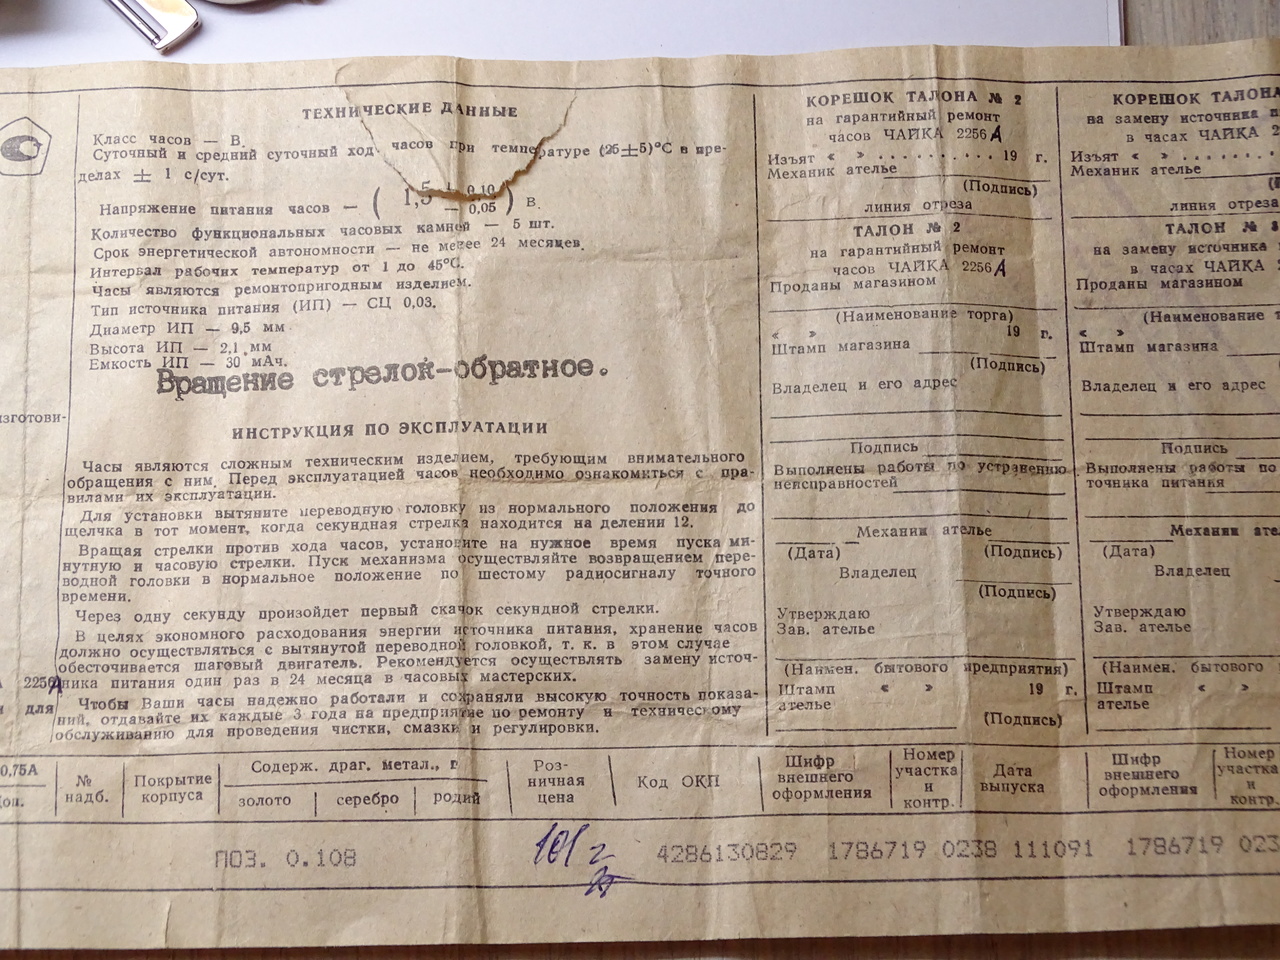 ТЕХНИЧЕСКИЕ ДАННЫЕ
Класс часов — В.
Суточный и средний суточный ход часов при температуре (25±5)°С в пре-
делах ± 1 с/сут.
Напряжение питания часов — (1,5 + 0,10 — 0,05) В.
Количество функциональных часовых камней — 5 шт.
Срок энергетической автономности — не менее 24 месяцев.
Интервал рабочих температур от 1 до 45°С.
Часы являются ремонтопригодным изделием.
Тип источника питания (ИП) — СЦ 0,03.
Диаметр ИП — 9,5 мм
Высота ИП — 2,1 мм
Емкость ИП — 30 мАч.
Вращение стрелок-обратное.
изготови-
ИНСТРУКЦИЯ ПО ЭКСПЛУАТАЦИИ
Часы являются сложным техническим изделием, требующим внимательного
обращения с ним. Перед эксплуатацией часов необходимо ознакомиться с пра-
вилами их эксплуатации.
Для установки вытяните переводную головку из нормального положения до
щелчка в тот момент, когда секундная стрелка находится на делении 12.
Вращая стрелки против хода часов, установите на нужное время пуска ми-
нутную и часовую стрелки. Пуск механизма осуществляйте возвращением пере-
водной головки в нормальное положение по шестому радиосигналу точного
времени.
Через одну секунду произойдет первый скачок секундной стрелки.
В целях экономного расходования энергии источника питания, хранение часов
должно осуществляться с вытянутой переводной головкой, т. к. в этом случае
обесточивается шаговый двигатель. Рекомендуется осуществлять замену источ-
2256А
ника питания один раз в 24 месяца в часовых мастерских.
для
Чтобы Ваши часы надежно работали и сохраняли высокую точность показа-
ний, отдавайте их каждые 3 года на предприятие по ремонту и техническому
обслуживанию для проведения чистки, смазки и регулировки.
КОРЕШОК ТАЛОНА № 2
на гарантийный ремонт
часов ЧАЙКА 2256А
Изъят « » .......... 19 г.
Механик ателье
(Подпись)
линия отреза
ТАЛОН № 2
на гарантийный ремонт
часов ЧАЙКА 2256А
Проданы магазином
(Наименование торга)
« » 19 г.
Штамп магазина
(Подпись)
Владелец и его адрес
Подпись
Выполнены работы по устранению
неисправностей
Механик ателье
(Дата) (Подпись)
Владелец
(Подпись)
Утверждаю
Зав. ателье
(Наимен. бытового предприятия)
Штамп « » 19 г.
ателье
(Подпись)
КОРЕШОК ТАЛОНА
на замену источника
в часах ЧАЙКА
Изъят « » .......
Механик ателье
линия отреза
ТАЛОН №
на замену источника
в часах ЧАЙКА
Проданы магазином
(Наименование
« »
Штамп магазина
Владелец и его адрес
Подпись
Выполнены работы по
точника питания
Механик
(Дата)
Владелец
Утверждаю
Зав. ателье
(Наимен. бытового
Штамп « »
ателье
0,75А
№ надб.
Покрытие корпуса
Содерж. драг. метал., г
золото серебро родий
Роз-
ничная
цена
Код ОКП
Шифр
внешнего
оформления
Номер
участка
и
контр.
Дата
выпуска
Шифр
внешнего
оформления
Номер
участка
и
контр.
ПОЗ. 0.108
4286130829 1786719 0238 111091 1786719 023